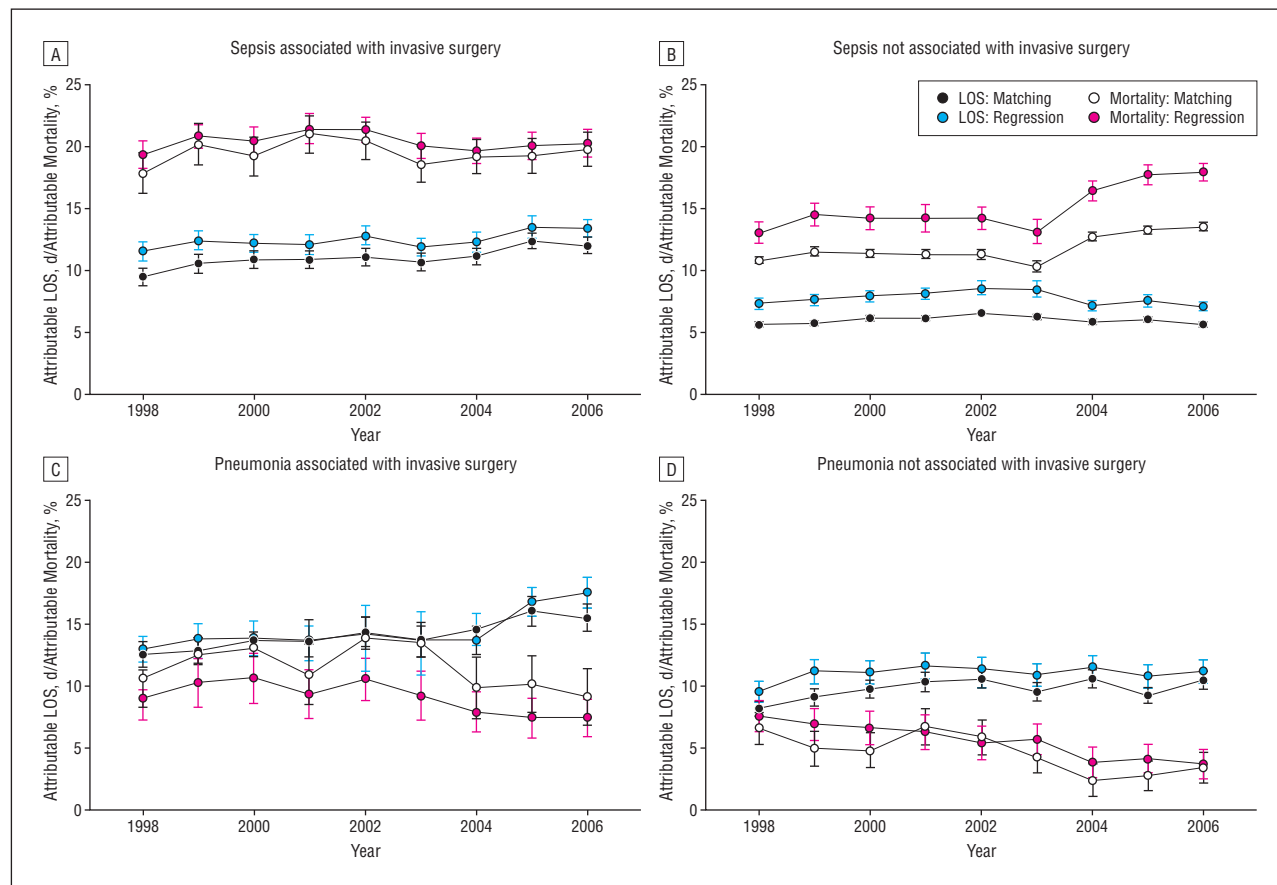 A
Sepsis associated with invasive surgery
25
20
15
10
5
0
Attributable LOS, d/Attributable Mortality, %
1998
2000
2002
2004
2006
Year
B
Sepsis not associated with invasive surgery
LOS: Matching
Mortality: Matching
LOS: Regression
Mortality: Regression
25
20
15
10
5
0
Attributable LOS, d/Attributable Mortality, %
1998
2000
2002
2004
2006
Year
C
Pneumonia associated with invasive surgery
25
20
15
10
5
0
Attributable LOS, d/Attributable Mortality, %
1998
2000
2002
2004
2006
Year
D
Pneumonia not associated with invasive surgery
25
20
15
10
5
0
Attributable LOS, d/Attributable Mortality, %
1998
2000
2002
2004
2006
Year